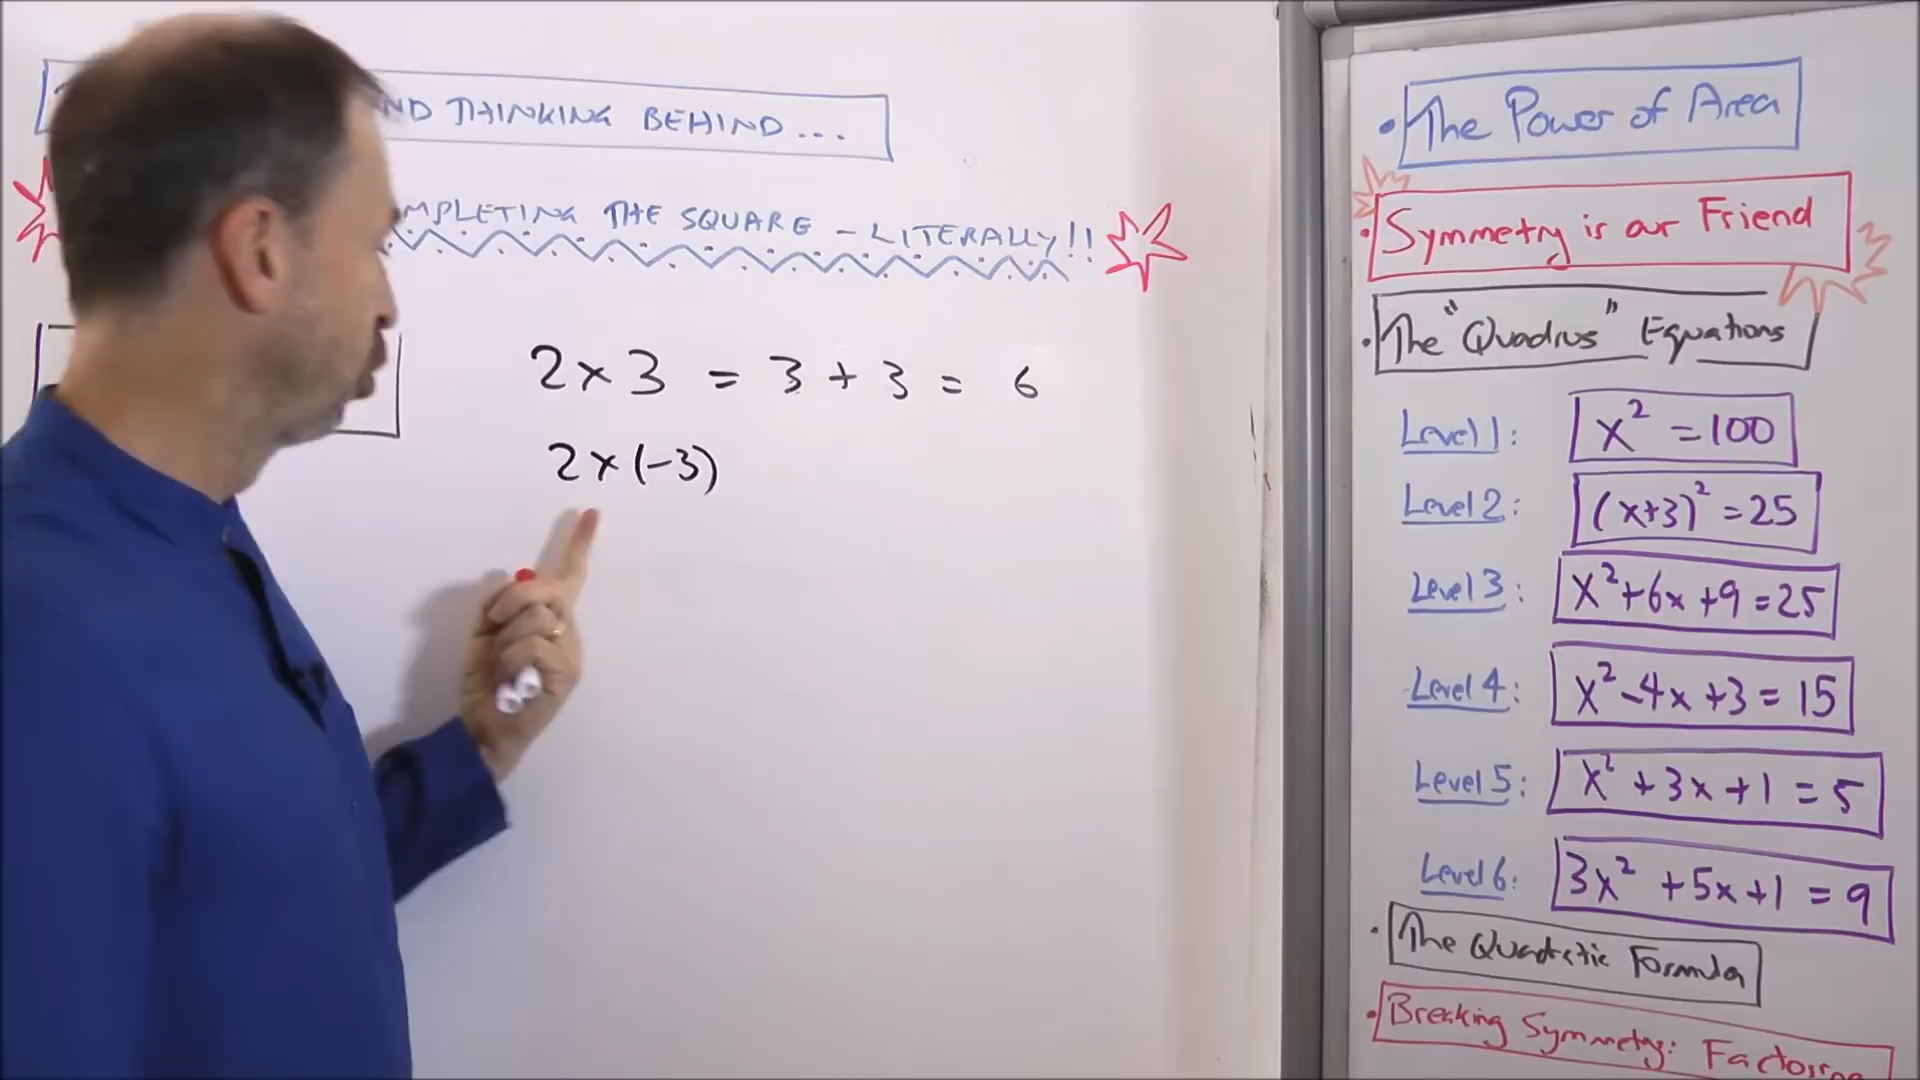 ND THINKING BEHIND...
MPLETING THE SQUARE - LITERALLY!!
2 x 3 = 3 + 3 = 6
2 x (-3)
• The Power of Area
• Symmetry is our Friend
• The "Quadrus" Equations
Level 1: x² = 100
Level 2: (x+3)² = 25
Level 3: x² + 6x + 9 = 25
Level 4: x² - 4x + 3 = 15
Level 5: x² + 3x + 1 = 5
Level 6: 3x² + 5x + 1 = 9
• The Quadratic Formula
• Breaking Symmetry: Factoring